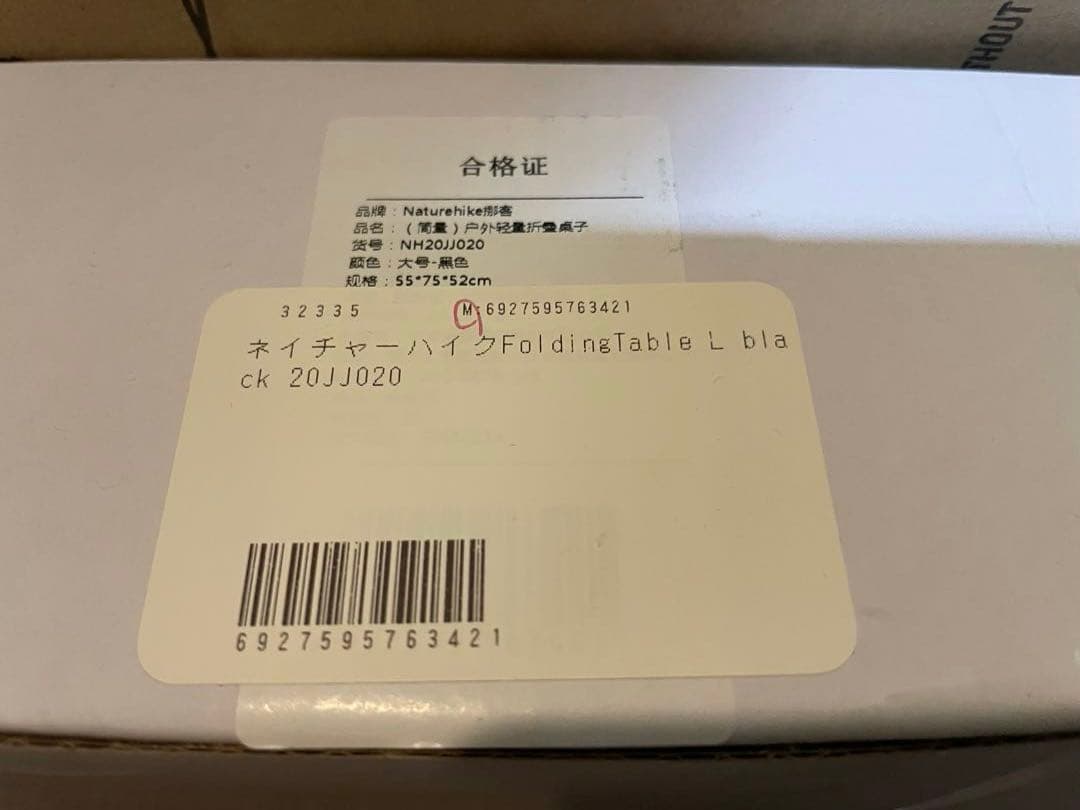 THOUT
合格证
品牌：Naturehike挪客
品名：（简量）户外轻量折叠桌子
货号：NH20JJ020
颜色：大号-黑色
规格：55*75*52cm
32335 M:6927595763421
9
ネイチャーハイクFoldingTable L bla
ck 20JJ020
6927595763421